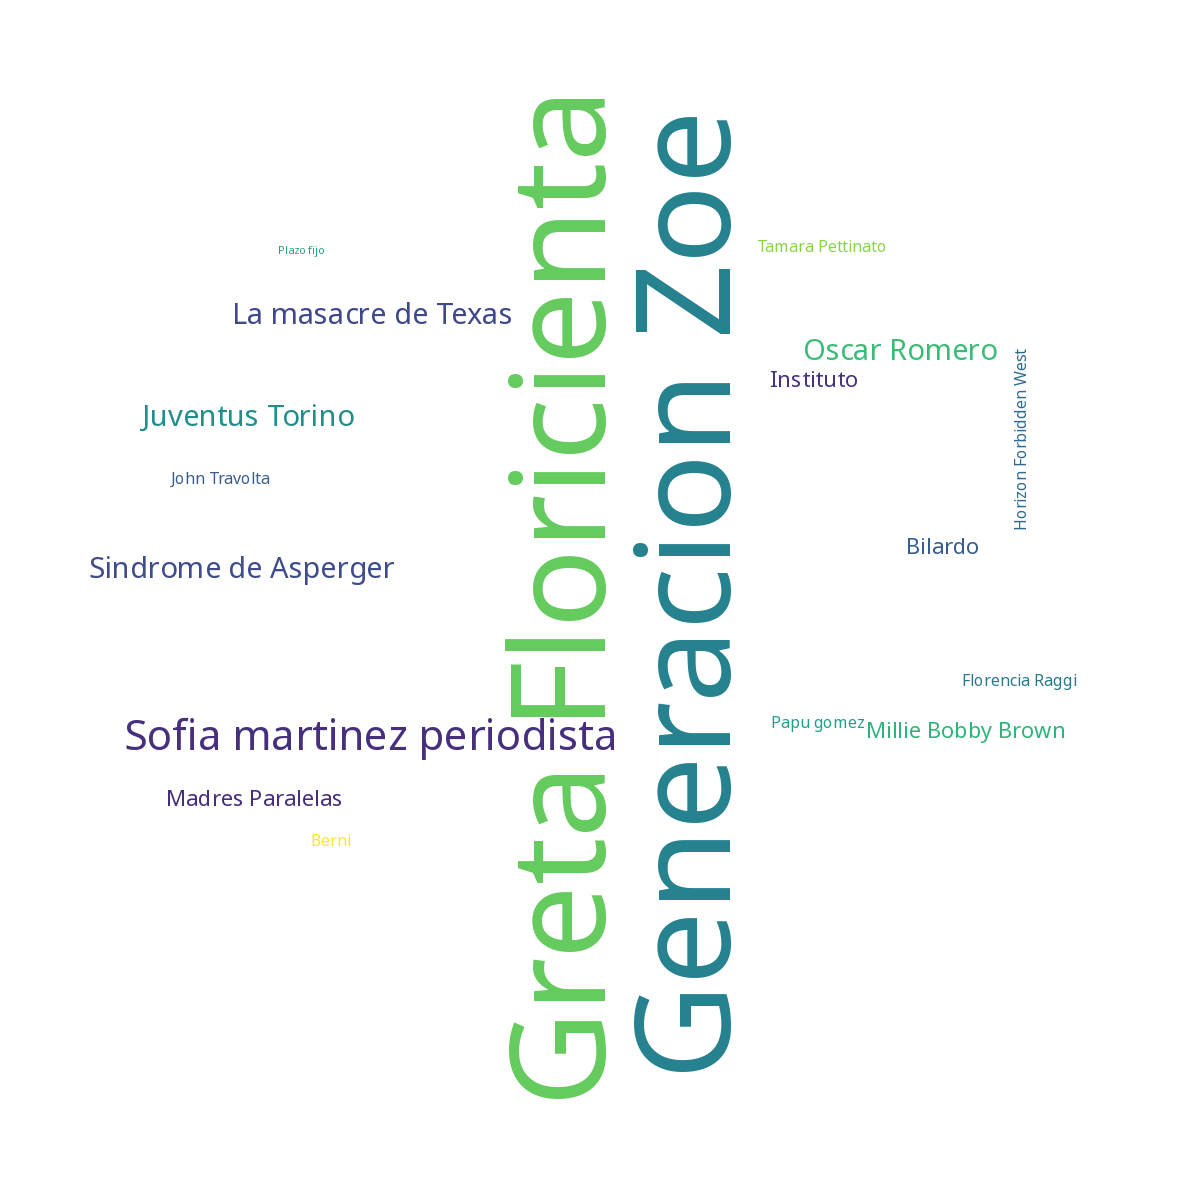 Plazo fijo
La masacre de Texas
Juventus Torino
John Travolta
Sindrome de Asperger
Sofia martinez periodista
Madres Paralelas
Berni
Greta Floricienta
Generacion Zoe
Tamara Pettinato
Oscar Romero
Instituto
Horizon Forbidden West
Bilardo
Florencia Raggi
Papu gomez
Millie Bobby Brown